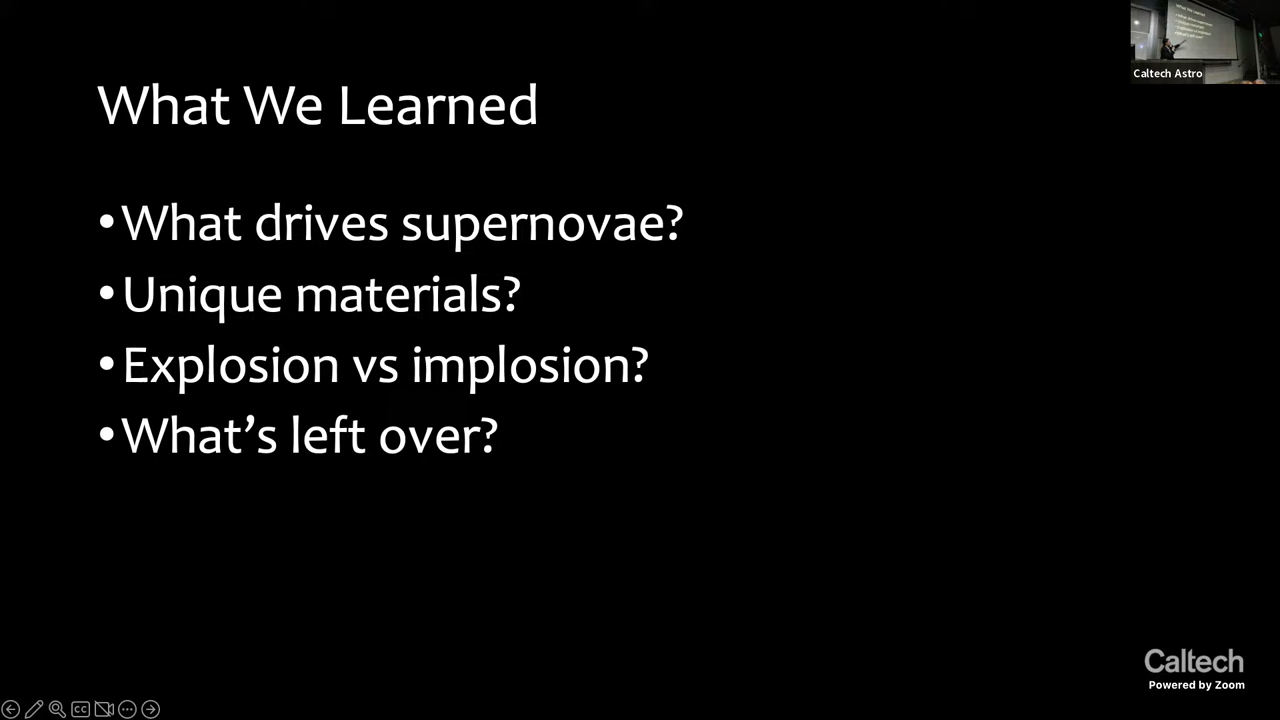 Caltech Astro
What We Learned
•What drives supernovae?
•Unique materials?
•Explosion vs implosion?
•What’s left over?
Caltech
Powered by Zoom
CC